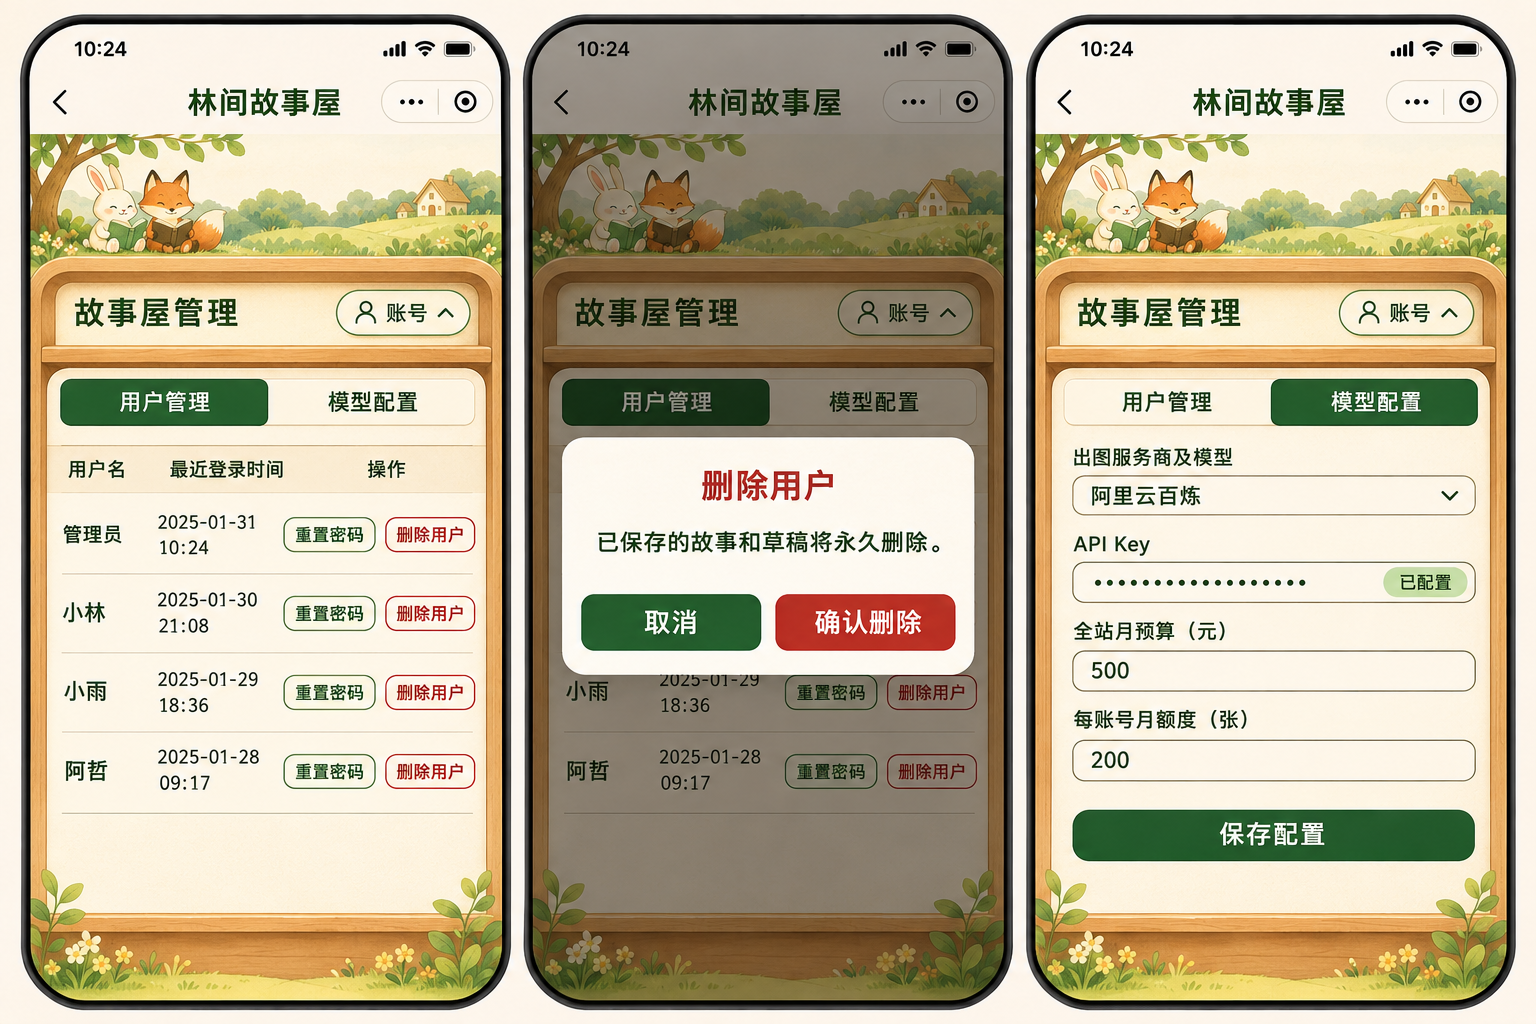 10:24
林间故事屋
故事屋管理
账号
用户管理 模型配置
用户名 最近登录时间 操作
管理员 2025-01-31 10:24 重置密码 删除用户
小林 2025-01-30 21:08 重置密码 删除用户
小雨 2025-01-29 18:36 重置密码 删除用户
阿哲 2025-01-28 09:17 重置密码 删除用户
10:24
林间故事屋
故事屋管理
账号
用户管理 模型配置
删除用户
已保存的故事和草稿将永久删除。
取消 确认删除
小雨 2025-01-29 18:36 重置密码 删除用户
阿哲 2025-01-28 09:17 重置密码 删除用户
10:24
林间故事屋
故事屋管理
账号
用户管理 模型配置
出图服务商及模型
阿里云百炼
API Key
•••••••••••••••••• 已配置
全站月预算（元）
500
每账号月额度（张）
200
保存配置